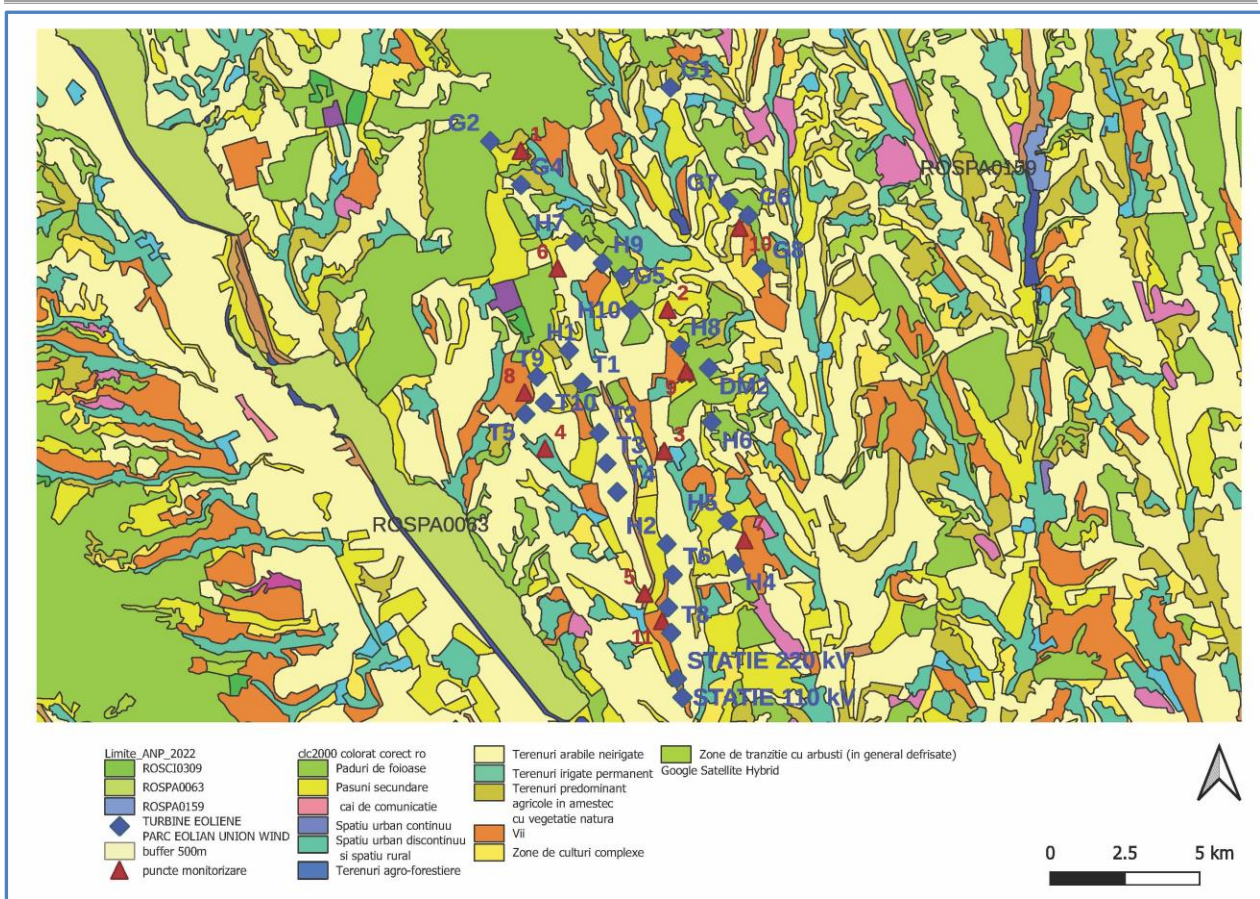 G1
G2
1
G4
ROSPA0159
G7
G6
H7
10
H9
G8
6
G5
2
H10
H8
H1
T9
T1
8
9
DM2
T10
T2
T5
4
T3
3
H6
T4
ROSPA0063
H5
7
H2
T6
5
H4
T8
11
STATIE 220 kV
STATIE 110 kV
Limite_ANP_2022
ROSCI0309
ROSPA0063
ROSPA0159
TURBINE EOLIENE
PARC EOLIAN UNION WIND
buffer 500m
puncte monitorizare
clc2000 colorat corect ro
Paduri de foioase
Pasuni secundare
cai de comunicatie
Spatiu urban continuu
Spatiu urban discontinuu
si spatiu rural
Terenuri agro-forestiere
Terenuri arabile neirigate
Terenuri irigate permanent
Terenuri predominant
agricole in amestec
cu vegetatie natura
Vii
Zone de culturi complexe
Zone de tranzitie cu arbusti (in general defrisate)
Google Satellite Hybrid
0 2.5 5 km